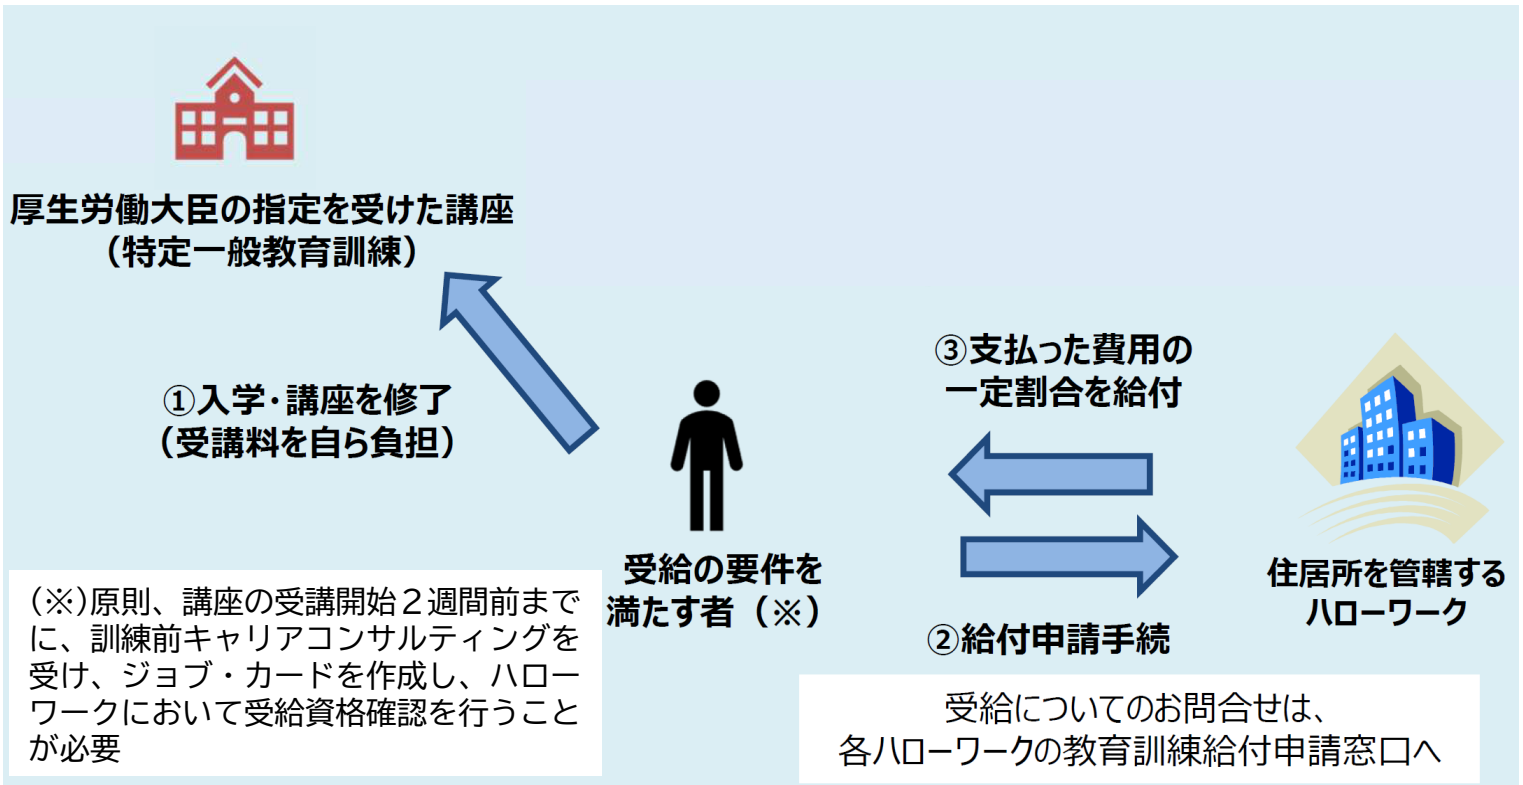 厚生労働大臣の指定を受けた講座
（特定一般教育訓練）
①入学・講座を修了
（受講料を自ら負担）
③支払った費用の
一定割合を給付
受給の要件を
満たす者（※）
②給付申請手続
住居所を管轄する
ハローワーク
（※）原則、講座の受講開始２週間前まで
に、訓練前キャリアコンサルティングを
受け、ジョブ・カードを作成し、ハロー
ワークにおいて受給資格確認を行うこと
が必要
受給についてのお問合せは、
各ハローワークの教育訓練給付申請窓口へ